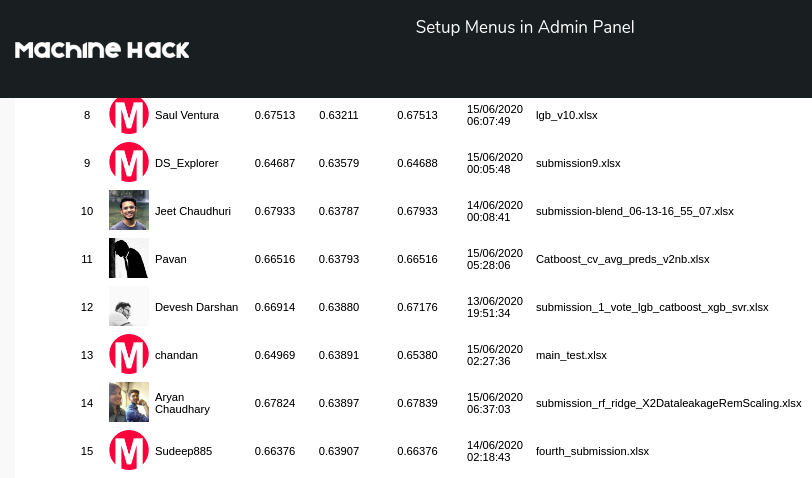 Setup Menus in Admin Panel
MACHINE HACK
8 Saul Ventura 0.67513 0.63211 0.67513 15/06/2020 06:07:49 lgb_v10.xlsx
9 DS_Explorer 0.64687 0.63579 0.64688 15/06/2020 00:05:48 submission9.xlsx
10 Jeet Chaudhuri 0.67933 0.63787 0.67933 14/06/2020 00:08:41 submission-blend_06-13-16_55_07.xlsx
11 Pavan 0.66516 0.63793 0.66516 15/06/2020 05:28:06 Catboost_cv_avg_preds_v2nb.xlsx
12 Devesh Darshan 0.66914 0.63880 0.67176 13/06/2020 19:51:34 submission_1_vote_lgb_catboost_xgb_svr.xlsx
13 chandan 0.64969 0.63891 0.65380 15/06/2020 02:27:36 main_test.xlsx
14 Aryan Chaudhary 0.67824 0.63897 0.67839 15/06/2020 06:37:03 submission_rf_ridge_X2DataleakageRemScaling.xlsx
15 Sudeep885 0.66376 0.63907 0.66376 14/06/2020 02:18:43 fourth_submission.xlsx